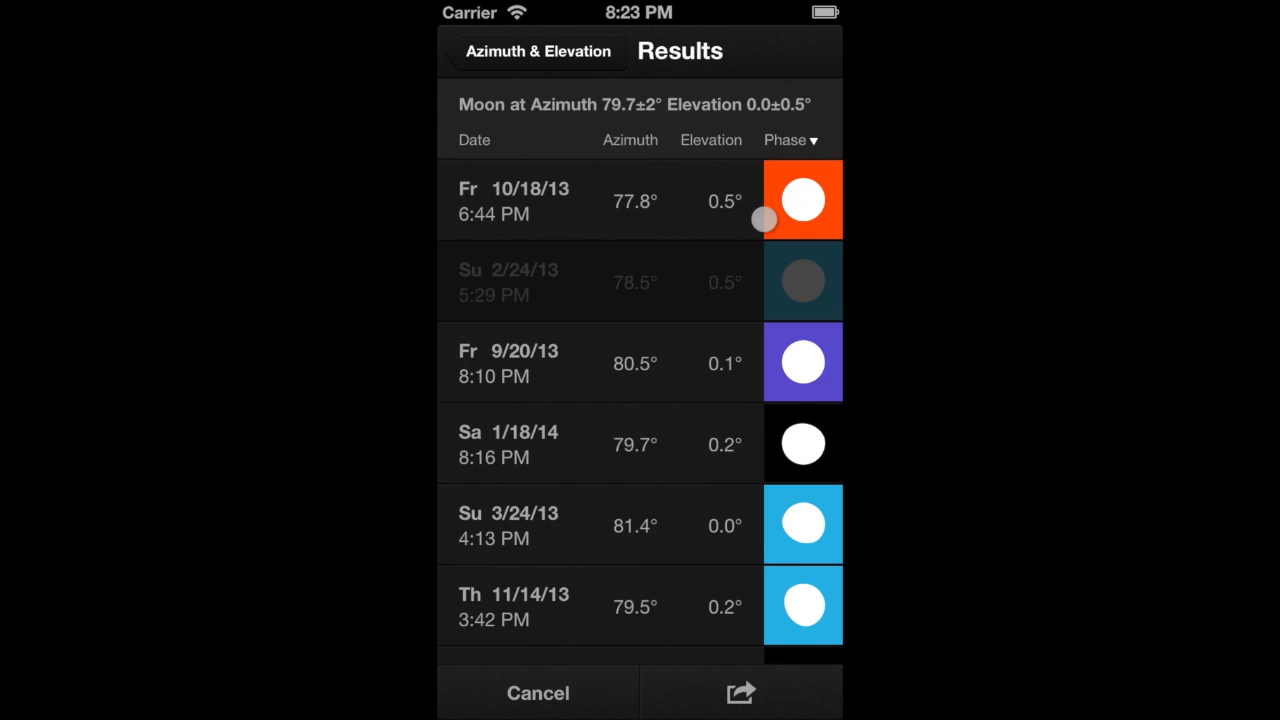 Carrier 8:23 PM
Azimuth & Elevation Results
Moon at Azimuth 79.7±2° Elevation 0.0±0.5°
Date Azimuth Elevation Phase
Fr 10/18/13
6:44 PM 77.8° 0.5°
Su 2/24/13
5:29 PM 78.5° 0.5°
Fr 9/20/13
8:10 PM 80.5° 0.1°
Sa 1/18/14
8:16 PM 79.7° 0.2°
Su 3/24/13
4:13 PM 81.4° 0.0°
Th 11/14/13
3:42 PM 79.5° 0.2°
Cancel